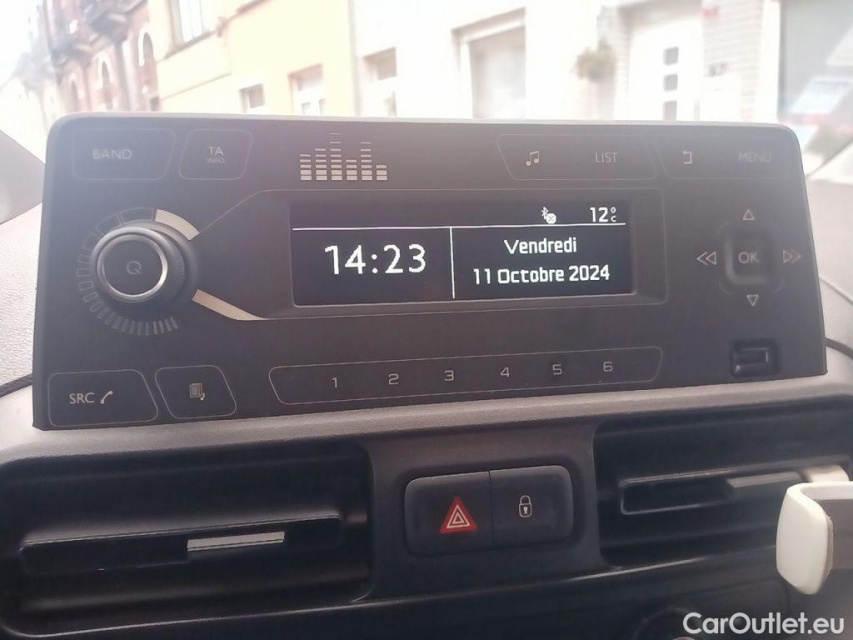 BAND
TA
INFO
LIST
MENU
12°C
14:23
Vendredi
11 Octobre 2024
OK
SRC
1 2 3 4 5 6
CarOutlet.eu